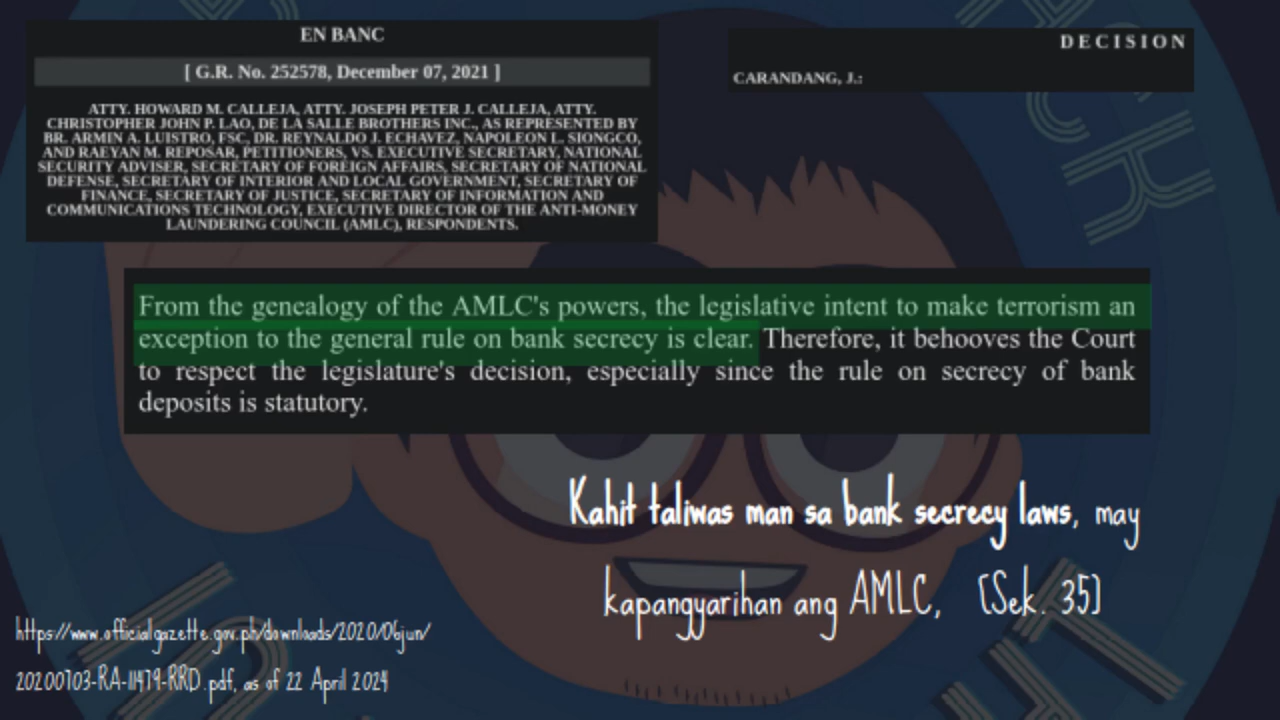 EN BANC
[ G.R. No. 252578, December 07, 2021 ]
ATTY. HOWARD M. CALLEJA, ATTY. JOSEPH PETER J. CALLEJA, ATTY.
CHRISTOPHER JOHN P. LAO, DE LA SALLE BROTHERS INC., AS REPRESENTED BY
BR. ARMIN A. LUISTRO, FSC, DR. REYNALDO J. ECHAVEZ, NAPOLEON L. SIONGCO,
AND RAEYAN M. REPOSAR, PETITIONERS, VS. EXECUTIVE SECRETARY, NATIONAL
SECURITY ADVISER, SECRETARY OF FOREIGN AFFAIRS, SECRETARY OF NATIONAL
DEFENSE, SECRETARY OF INTERIOR AND LOCAL GOVERNMENT, SECRETARY OF
FINANCE, SECRETARY OF JUSTICE, SECRETARY OF INFORMATION AND
COMMUNICATIONS TECHNOLOGY, EXECUTIVE DIRECTOR OF THE ANTI-MONEY
LAUNDERING COUNCIL (AMLC), RESPONDENTS.
DECISION
CARANDANG, J.:
From the genealogy of the AMLC's powers, the legislative intent to make terrorism an
exception to the general rule on bank secrecy is clear. Therefore, it behooves the Court
to respect the legislature's decision, especially since the rule on secrecy of bank
deposits is statutory.
Kahit taliwas man sa bank secrecy laws, may
kapangyarihan ang AMLC, [Sek. 35]
https://www.officialgazette.gov.ph/downloads/2020/06jun/
20200703-RA-11479-RRD.pdf, as of 22 April 2024